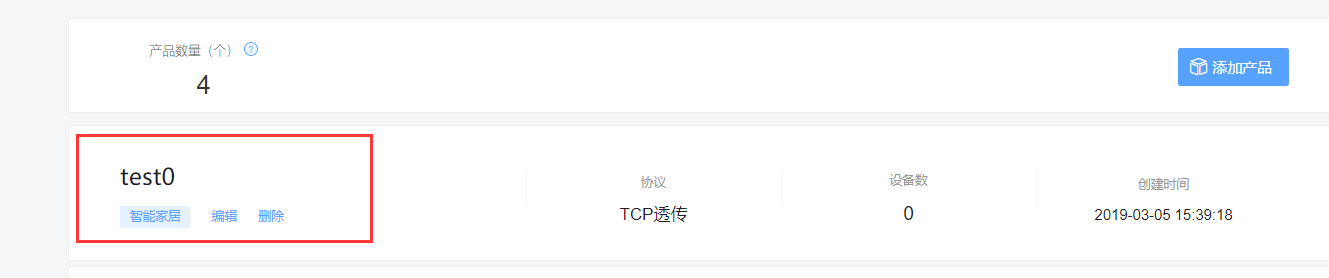 产品数量（个） ?
4
添加产品
test0
智能家居 编辑 删除
协议
TCP透传
设备数
0
创建时间
2019-03-05 15:39:18